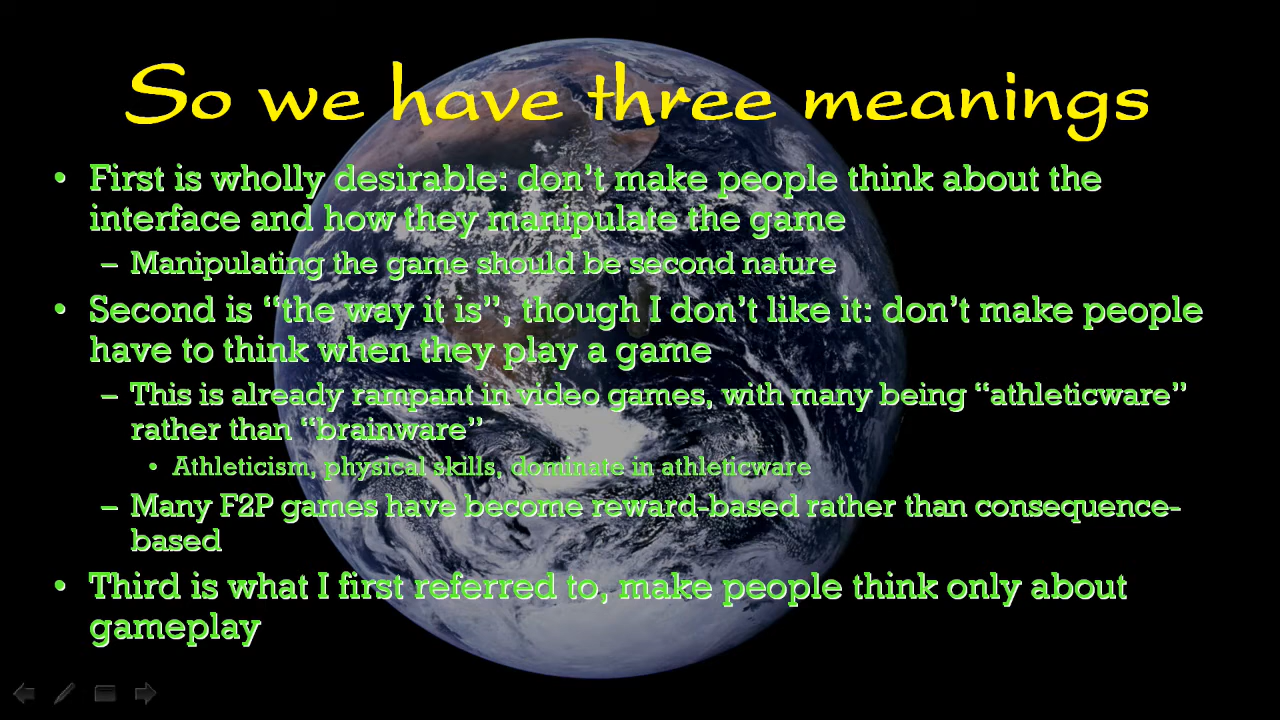 So we have three meanings
• First is wholly desirable: don’t make people think about the
interface and how they manipulate the game
– Manipulating the game should be second nature
• Second is “the way it is”, though I don’t like it: don’t make people
have to think when they play a game
– This is already rampant in video games, with many being “athleticware”
rather than “brainware”
• Athleticism, physical skills, dominate in athleticware
– Many F2P games have become reward-based rather than consequence-
based
• Third is what I first referred to, make people think only about
gameplay